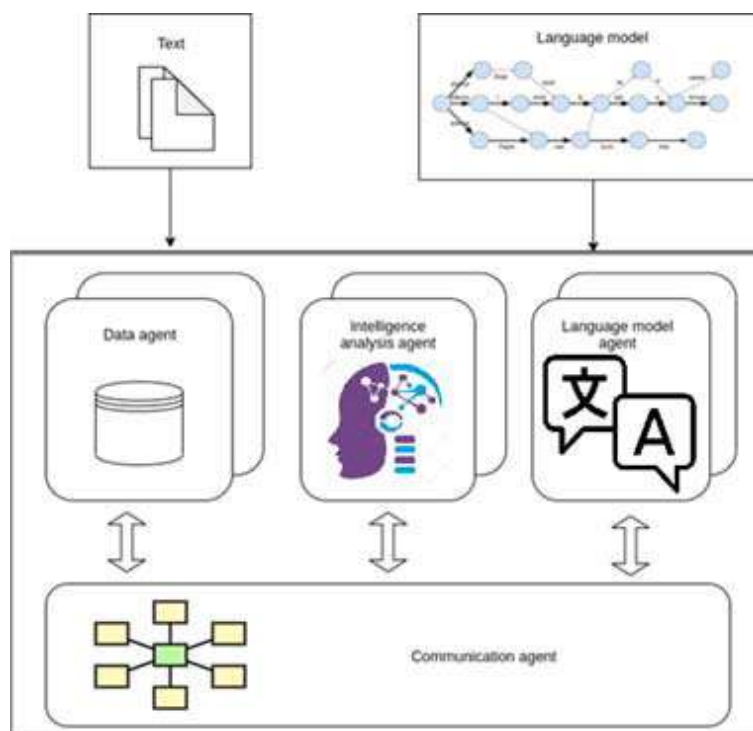 Text
Language model
Data agent
Intelligence
analysis agent
Language model
agent
文
A
Communication agent